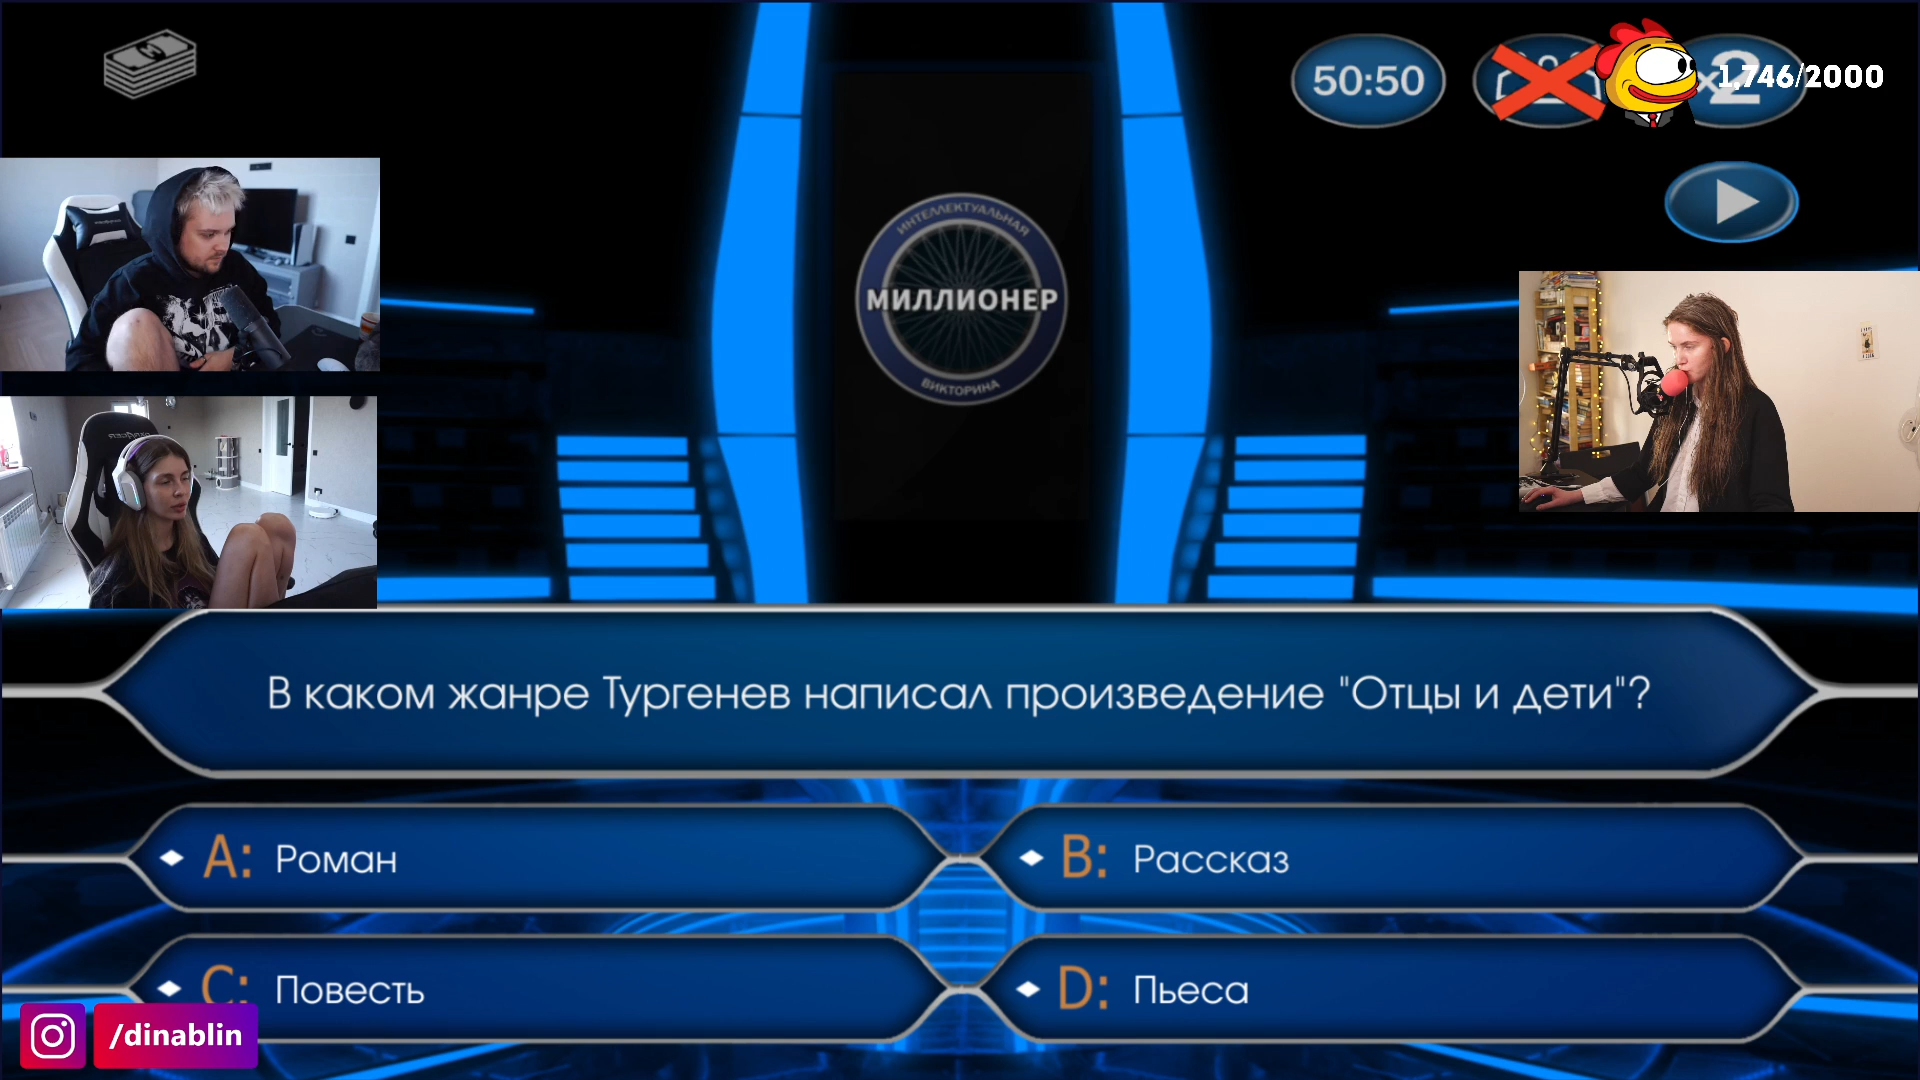 50:50
x2
1,746/2000
ИНТЕЛЛЕКТУАЛЬНАЯ
МИЛЛИОНЕР
ВИКТОРИНА
В каком жанре Тургенев написал произведение "Отцы и дети"?
A: Роман
B: Рассказ
C: Повесть
D: Пьеса
/dinablin